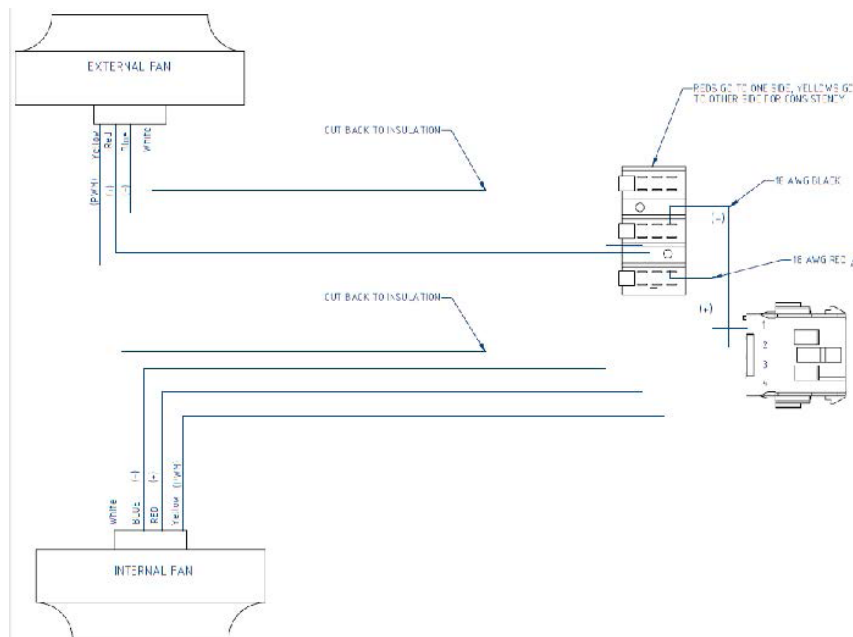 EXTERNAL FAN
REDS GO TO ONE SIDE, YELLOWS GO
TO OTHER SIDE FOR CONSISTENCY
CUT BACK TO INSULATION
Yellow
Red
Blue
White
(PWM)
(+)
(-)
18 AWG BLACK
(-)
18 AWG RED
(+)
CUT BACK TO INSULATION
1
2
3
4
White
BLUE (-)
RED (+)
Yellow (PWM)
INTERNAL FAN